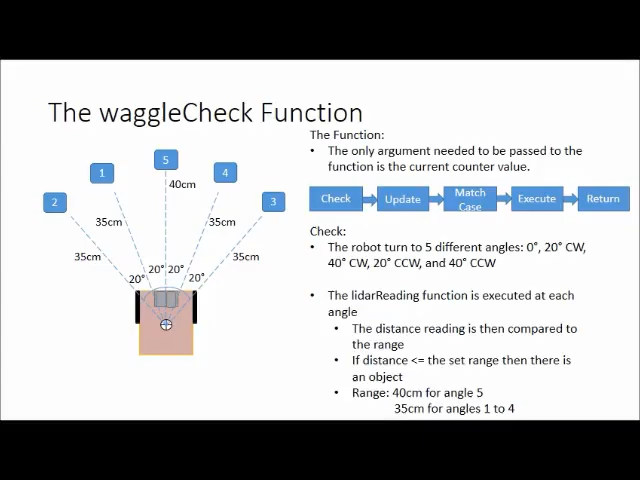 The waggleCheck Function
5
1
4
40cm
2
3
35cm
35cm
35cm
35cm
20°
20°
20°
20°
The Function:
• The only argument needed to be passed to the
function is the current counter value.
Check
Update
Match
Case
Execute
Return
Check:
• The robot turn to 5 different angles: 0°, 20° CW,
40° CW, 20° CCW, and 40° CCW
• The lidarReading function is executed at each
angle
• The distance reading is then compared to
the range
• If distance <= the set range then there is
an object
• Range: 40cm for angle 5
35cm for angles 1 to 4